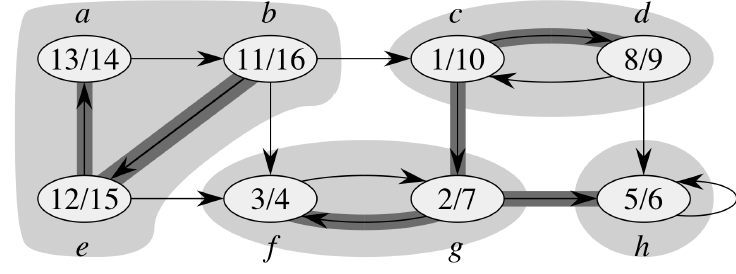 a b c d
13/14 11/16 1/10 8/9
12/15 3/4 2/7 5/6
e f g h